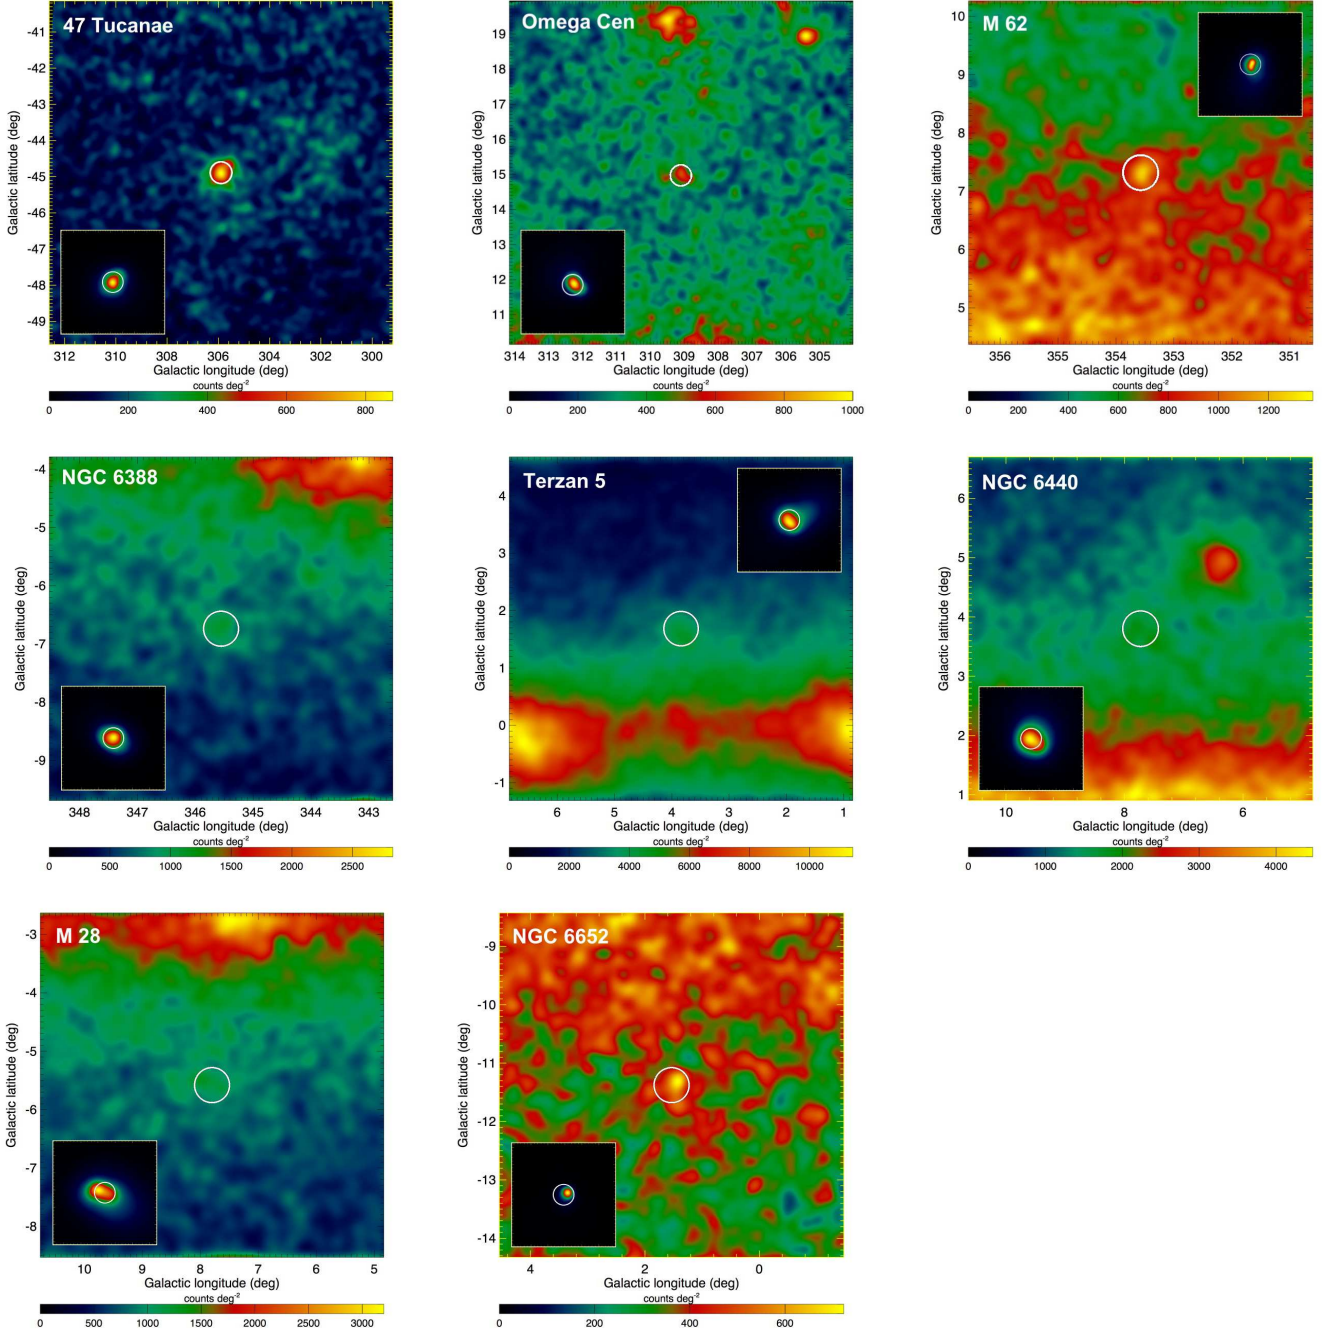 47 Tucanae
-41
-42
-43
-44
-45
-46
-47
-48
-49
Galactic latitude (deg)
312 310 308 306 304 302 300
Galactic longitude (deg)
counts deg-2
0 200 400 600 800
Omega Cen
19
18
17
16
15
14
13
12
11
Galactic latitude (deg)
314 313 312 311 310 309 308 307 306 305
Galactic longitude (deg)
counts deg-2
0 200 400 600 800 1000
M 62
10
9
8
7
6
5
Galactic latitude (deg)
356 355 354 353 352 351
Galactic longitude (deg)
counts deg-2
0 200 400 600 800 1000 1200
NGC 6388
-4
-5
-6
-7
-8
-9
Galactic latitude (deg)
348 347 346 345 344 343
Galactic longitude (deg)
counts deg-2
0 500 1000 1500 2000 2500
Terzan 5
4
3
2
1
0
-1
Galactic latitude (deg)
6 5 4 3 2 1
Galactic longitude (deg)
counts deg-2
0 2000 4000 6000 8000 10000
NGC 6440
6
5
4
3
2
1
Galactic latitude (deg)
10 8 6
Galactic longitude (deg)
counts deg-2
0 1000 2000 3000 4000
M 28
-3
-4
-5
-6
-7
-8
Galactic latitude (deg)
10 9 8 7 6 5
Galactic longitude (deg)
counts deg-2
0 500 1000 1500 2000 2500 3000
NGC 6652
-9
-10
-11
-12
-13
-14
Galactic latitude (deg)
4 2 0
Galactic longitude (deg)
counts deg-2
0 200 400 600